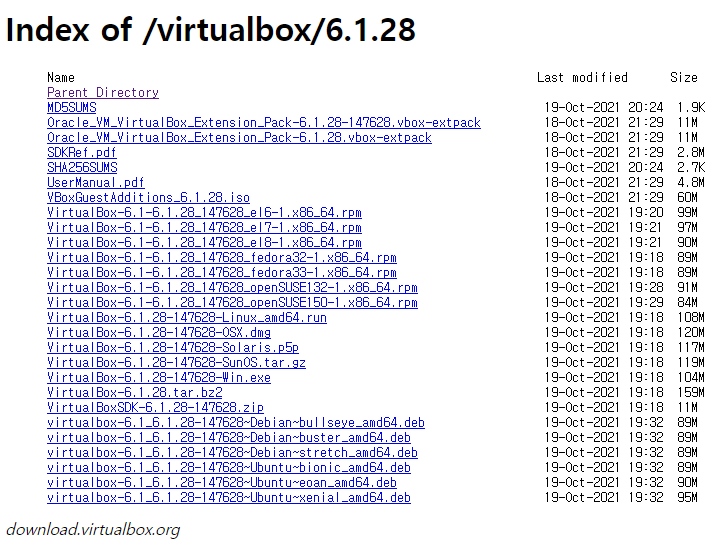 Index of /virtualbox/6.1.28
Name Last modified Size
Parent Directory
MD5SUMS 19-Oct-2021 20:24 1.9K
Oracle_VM_VirtualBox_Extension_Pack-6.1.28-147628.vbox-extpack 18-Oct-2021 21:29 11M
Oracle_VM_VirtualBox_Extension_Pack-6.1.28.vbox-extpack 18-Oct-2021 21:29 11M
SDKRef.pdf 18-Oct-2021 21:29 2.8M
SHA256SUMS 19-Oct-2021 20:24 2.7K
UserManual.pdf 18-Oct-2021 21:29 4.8M
VBoxGuestAdditions_6.1.28.iso 18-Oct-2021 21:29 60M
VirtualBox-6.1-6.1.28_147628_el6-1.x86_64.rpm 19-Oct-2021 19:20 99M
VirtualBox-6.1-6.1.28_147628_el7-1.x86_64.rpm 19-Oct-2021 19:21 97M
VirtualBox-6.1-6.1.28_147628_el8-1.x86_64.rpm 19-Oct-2021 19:21 90M
VirtualBox-6.1-6.1.28_147628_fedora32-1.x86_64.rpm 19-Oct-2021 19:18 89M
VirtualBox-6.1-6.1.28_147628_fedora33-1.x86_64.rpm 19-Oct-2021 19:18 89M
VirtualBox-6.1-6.1.28_147628_openSUSE132-1.x86_64.rpm 19-Oct-2021 19:28 91M
VirtualBox-6.1-6.1.28_147628_openSUSE150-1.x86_64.rpm 19-Oct-2021 19:29 84M
VirtualBox-6.1.28-147628-Linux_amd64.run 19-Oct-2021 19:18 108M
VirtualBox-6.1.28-147628-OSX.dmg 19-Oct-2021 19:18 120M
VirtualBox-6.1.28-147628-Solaris.p5p 19-Oct-2021 19:18 117M
VirtualBox-6.1.28-147628-SunOS.tar.gz 19-Oct-2021 19:18 119M
VirtualBox-6.1.28-147628-Win.exe 19-Oct-2021 19:18 104M
VirtualBox-6.1.28.tar.bz2 19-Oct-2021 19:18 159M
VirtualBoxSDK-6.1.28-147628.zip 19-Oct-2021 19:18 11M
virtualbox-6.1_6.1.28-147628~Debian~bullseye_amd64.deb 19-Oct-2021 19:32 89M
virtualbox-6.1_6.1.28-147628~Debian~buster_amd64.deb 19-Oct-2021 19:32 89M
virtualbox-6.1_6.1.28-147628~Debian~stretch_amd64.deb 19-Oct-2021 19:32 89M
virtualbox-6.1_6.1.28-147628~Ubuntu~bionic_amd64.deb 19-Oct-2021 19:32 89M
virtualbox-6.1_6.1.28-147628~Ubuntu~eoan_amd64.deb 19-Oct-2021 19:32 90M
virtualbox-6.1_6.1.28-147628~Ubuntu~xenial_amd64.deb 19-Oct-2021 19:32 95M
download.virtualbox.org